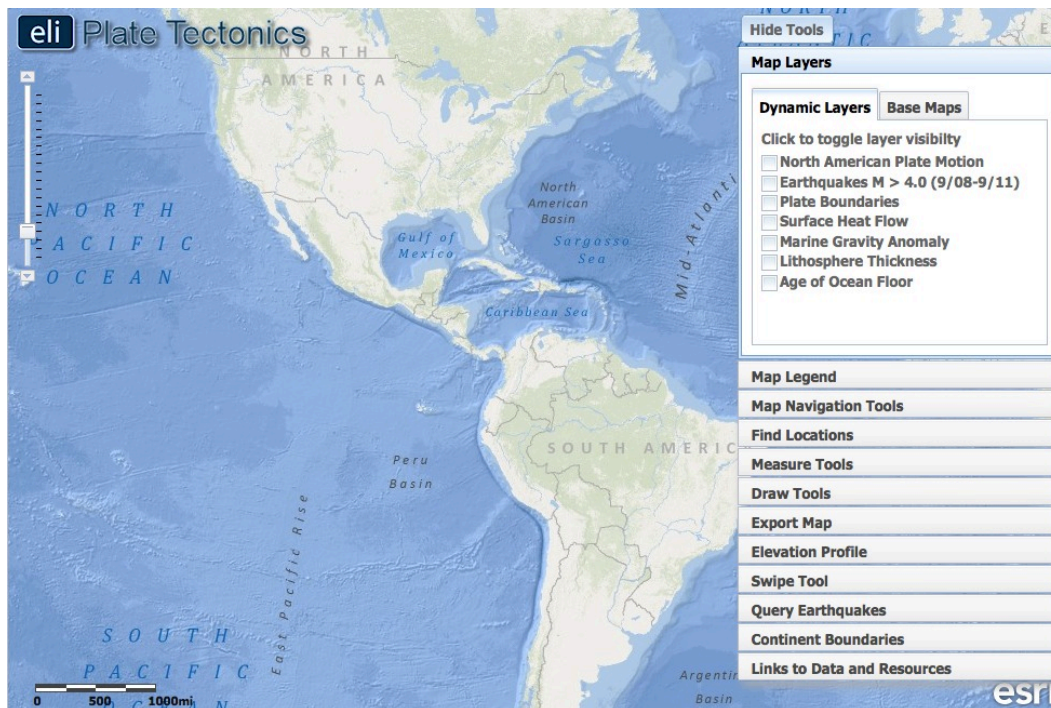 eli Plate Tectonics
NORTH
AMERICA
NORTH
PACIFIC
OCEAN
Gulf of
Mexico
North
American
Basin
Sargasso
Sea
Mid-Atlanti
Caribbean Sea
SOUTH AMERIC
Peru
Basin
East Pacific Rise
SOUTH
PACIFIC
Argentin
Basin
0 500 1000mi
Hide Tools
Map Layers
Dynamic Layers
Base Maps
Click to toggle layer visibilty
North American Plate Motion
Earthquakes M > 4.0 (9/08-9/11)
Plate Boundaries
Surface Heat Flow
Marine Gravity Anomaly
Lithosphere Thickness
Age of Ocean Floor
Map Legend
Map Navigation Tools
Find Locations
Measure Tools
Draw Tools
Export Map
Elevation Profile
Swipe Tool
Query Earthquakes
Continent Boundaries
Links to Data and Resources
esri